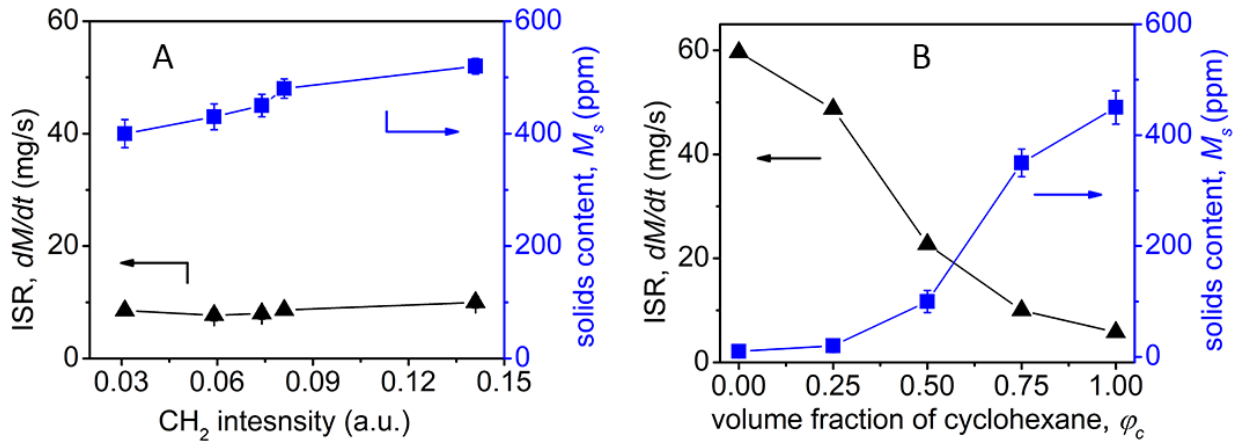 A
60
40
20
0
ISR, dM/dt (mg/s)
600
400
200
0
solids content, Mₛ (ppm)
0.03 0.06 0.09 0.12 0.15
CH₂ intesnsity (a.u.)
B
60
40
20
0
ISR, dM/dt (mg/s)
600
400
200
0
solids content, Mₛ (ppm)
0.00 0.25 0.50 0.75 1.00
volume fraction of cyclohexane, φ_c